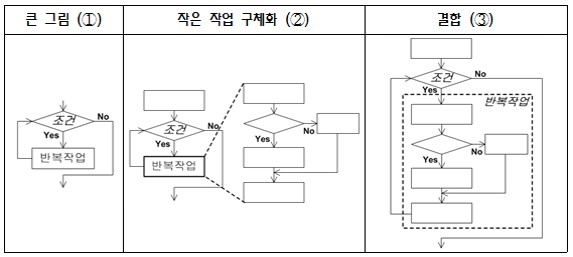 큰 그림 (①)
작은 작업 구체화 (②)
결합 (③)
조건
No
Yes
반복작업
조건
No
Yes
반복작업
No
Yes
조건
No
Yes
반복작업
No
Yes